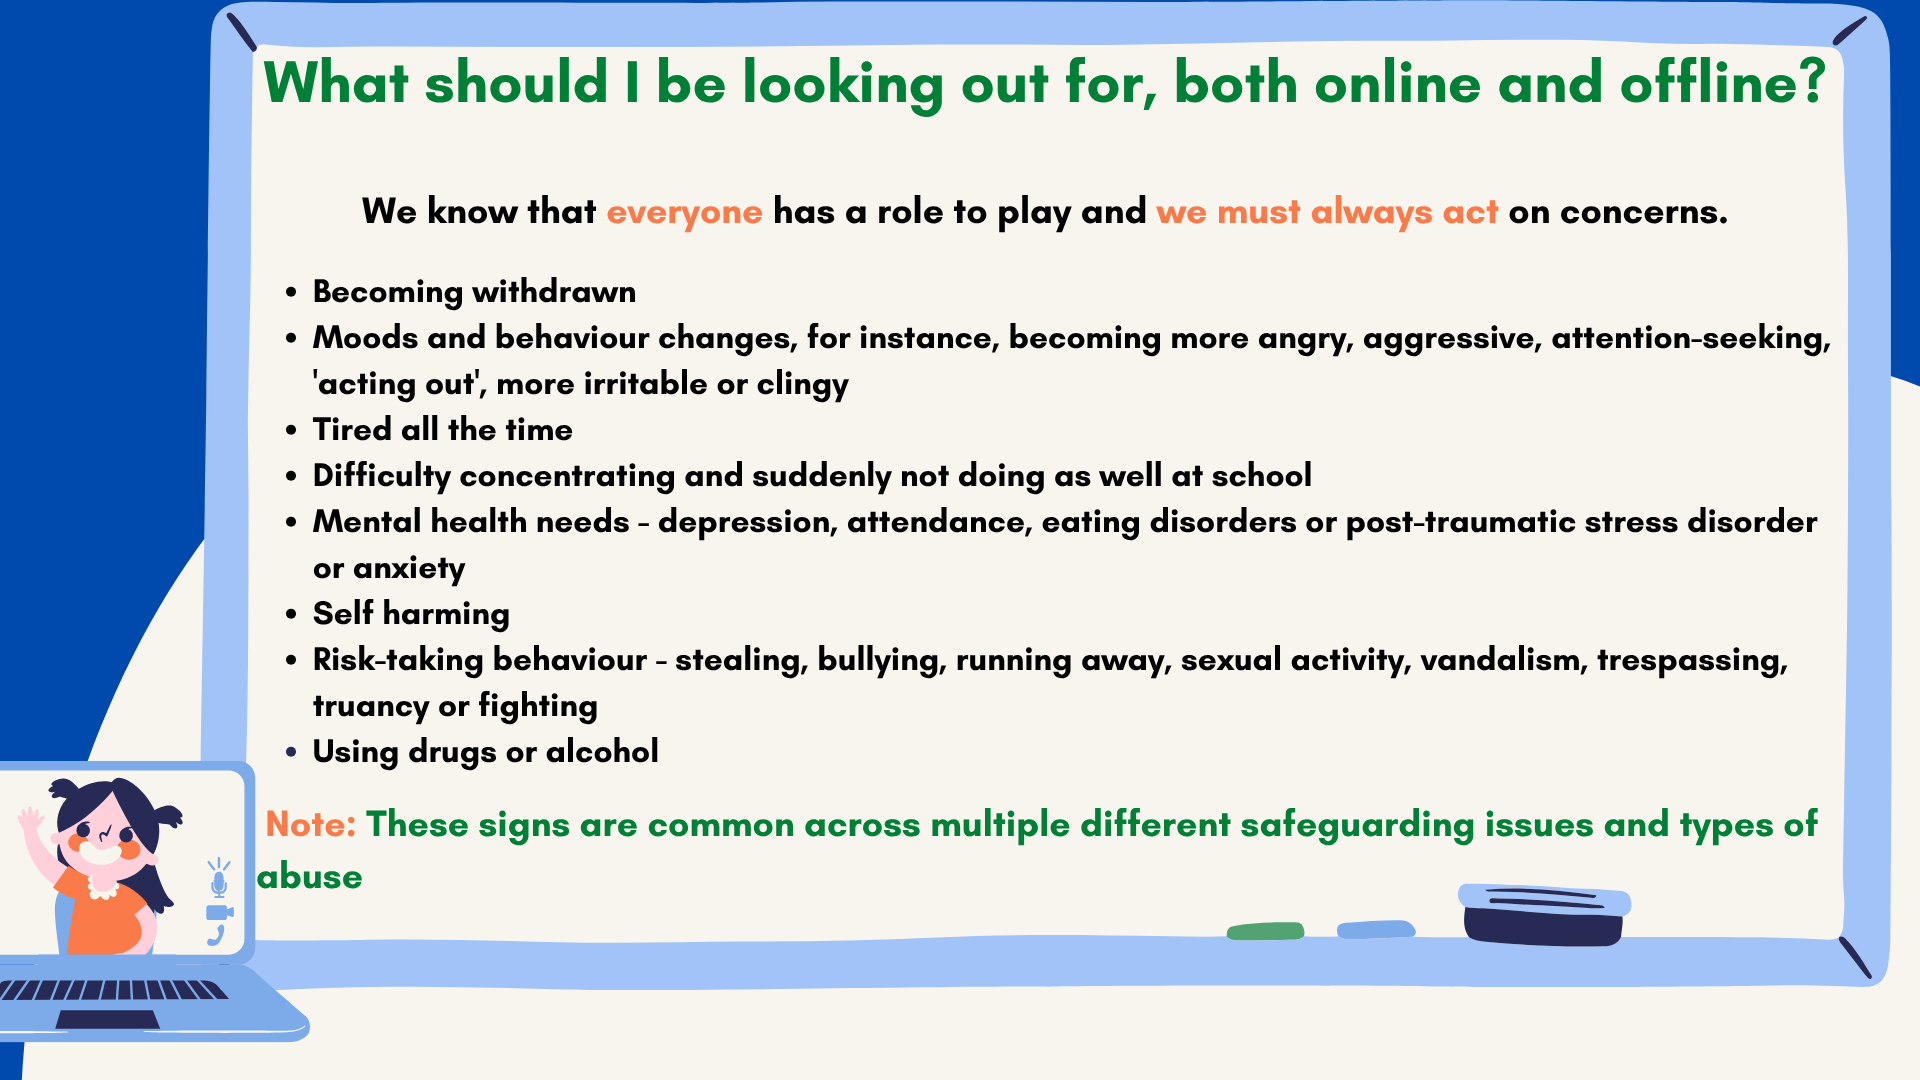 What should I be looking out for, both online and offline?
We know that everyone has a role to play and we must always act on concerns.
• Becoming withdrawn
• Moods and behaviour changes, for instance, becoming more angry, aggressive, attention-seeking,
'acting out', more irritable or clingy
• Tired all the time
• Difficulty concentrating and suddenly not doing as well at school
• Mental health needs - depression, attendance, eating disorders or post-traumatic stress disorder
or anxiety
• Self harming
• Risk-taking behaviour - stealing, bullying, running away, sexual activity, vandalism, trespassing,
truancy or fighting
• Using drugs or alcohol
Note: These signs are common across multiple different safeguarding issues and types of
abuse